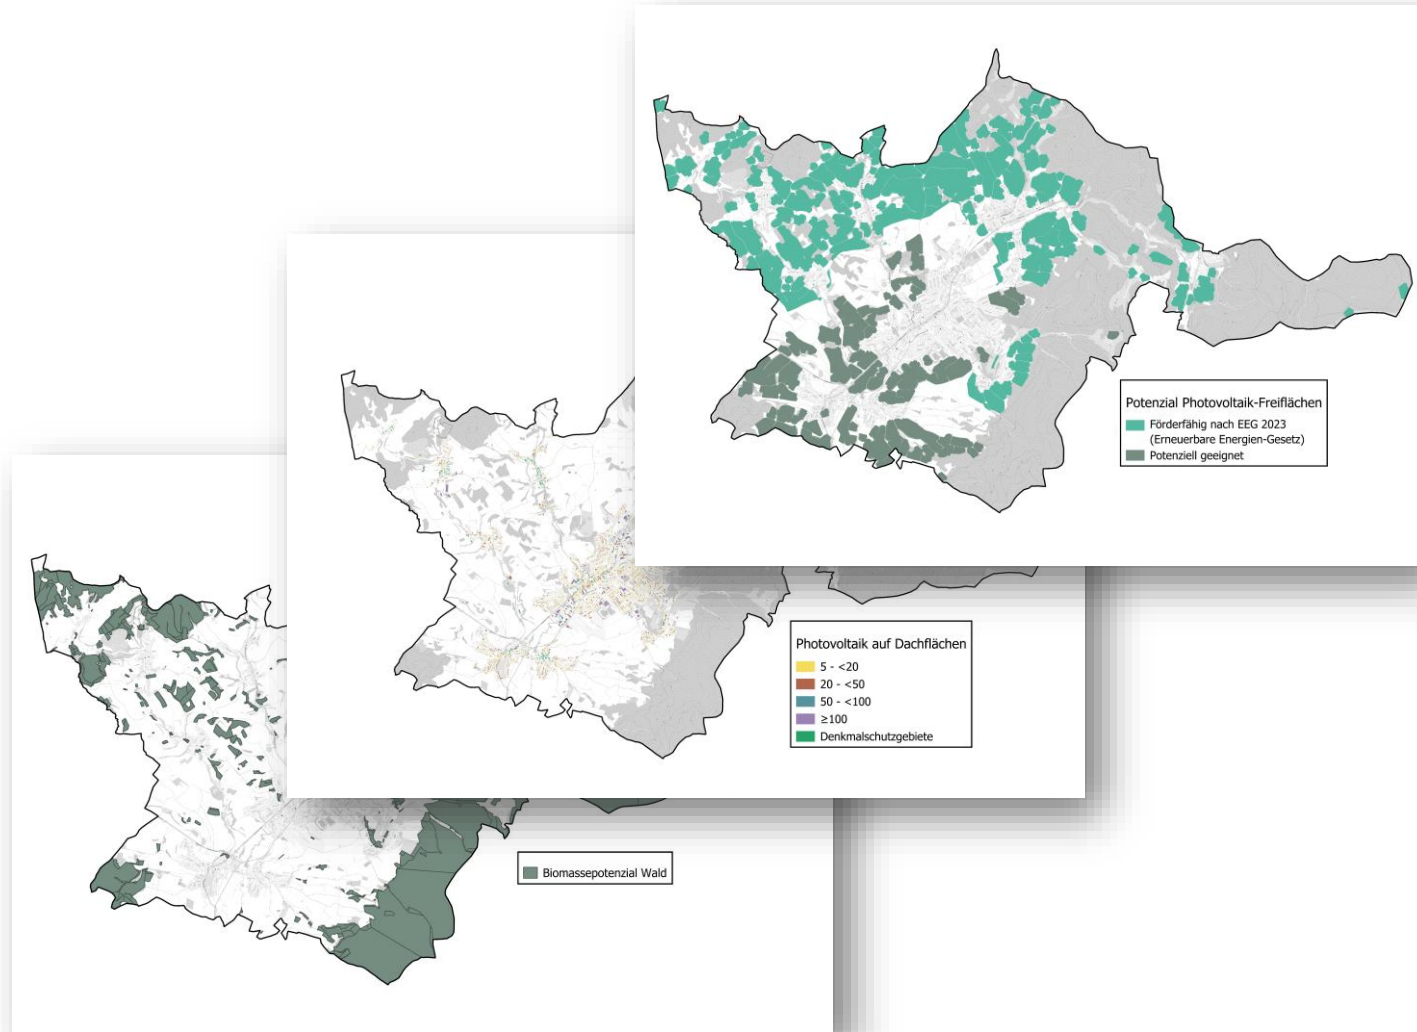 Potenzial Photovoltaik-Freiflächen
Förderfähig nach EEG 2023
(Erneuerbare Energien-Gesetz)
Potenziell geeignet
Photovoltaik auf Dachflächen
5 - <20
20 - <50
50 - <100
≥100
Denkmalschutzgebiete
Biomassepotenzial Wald